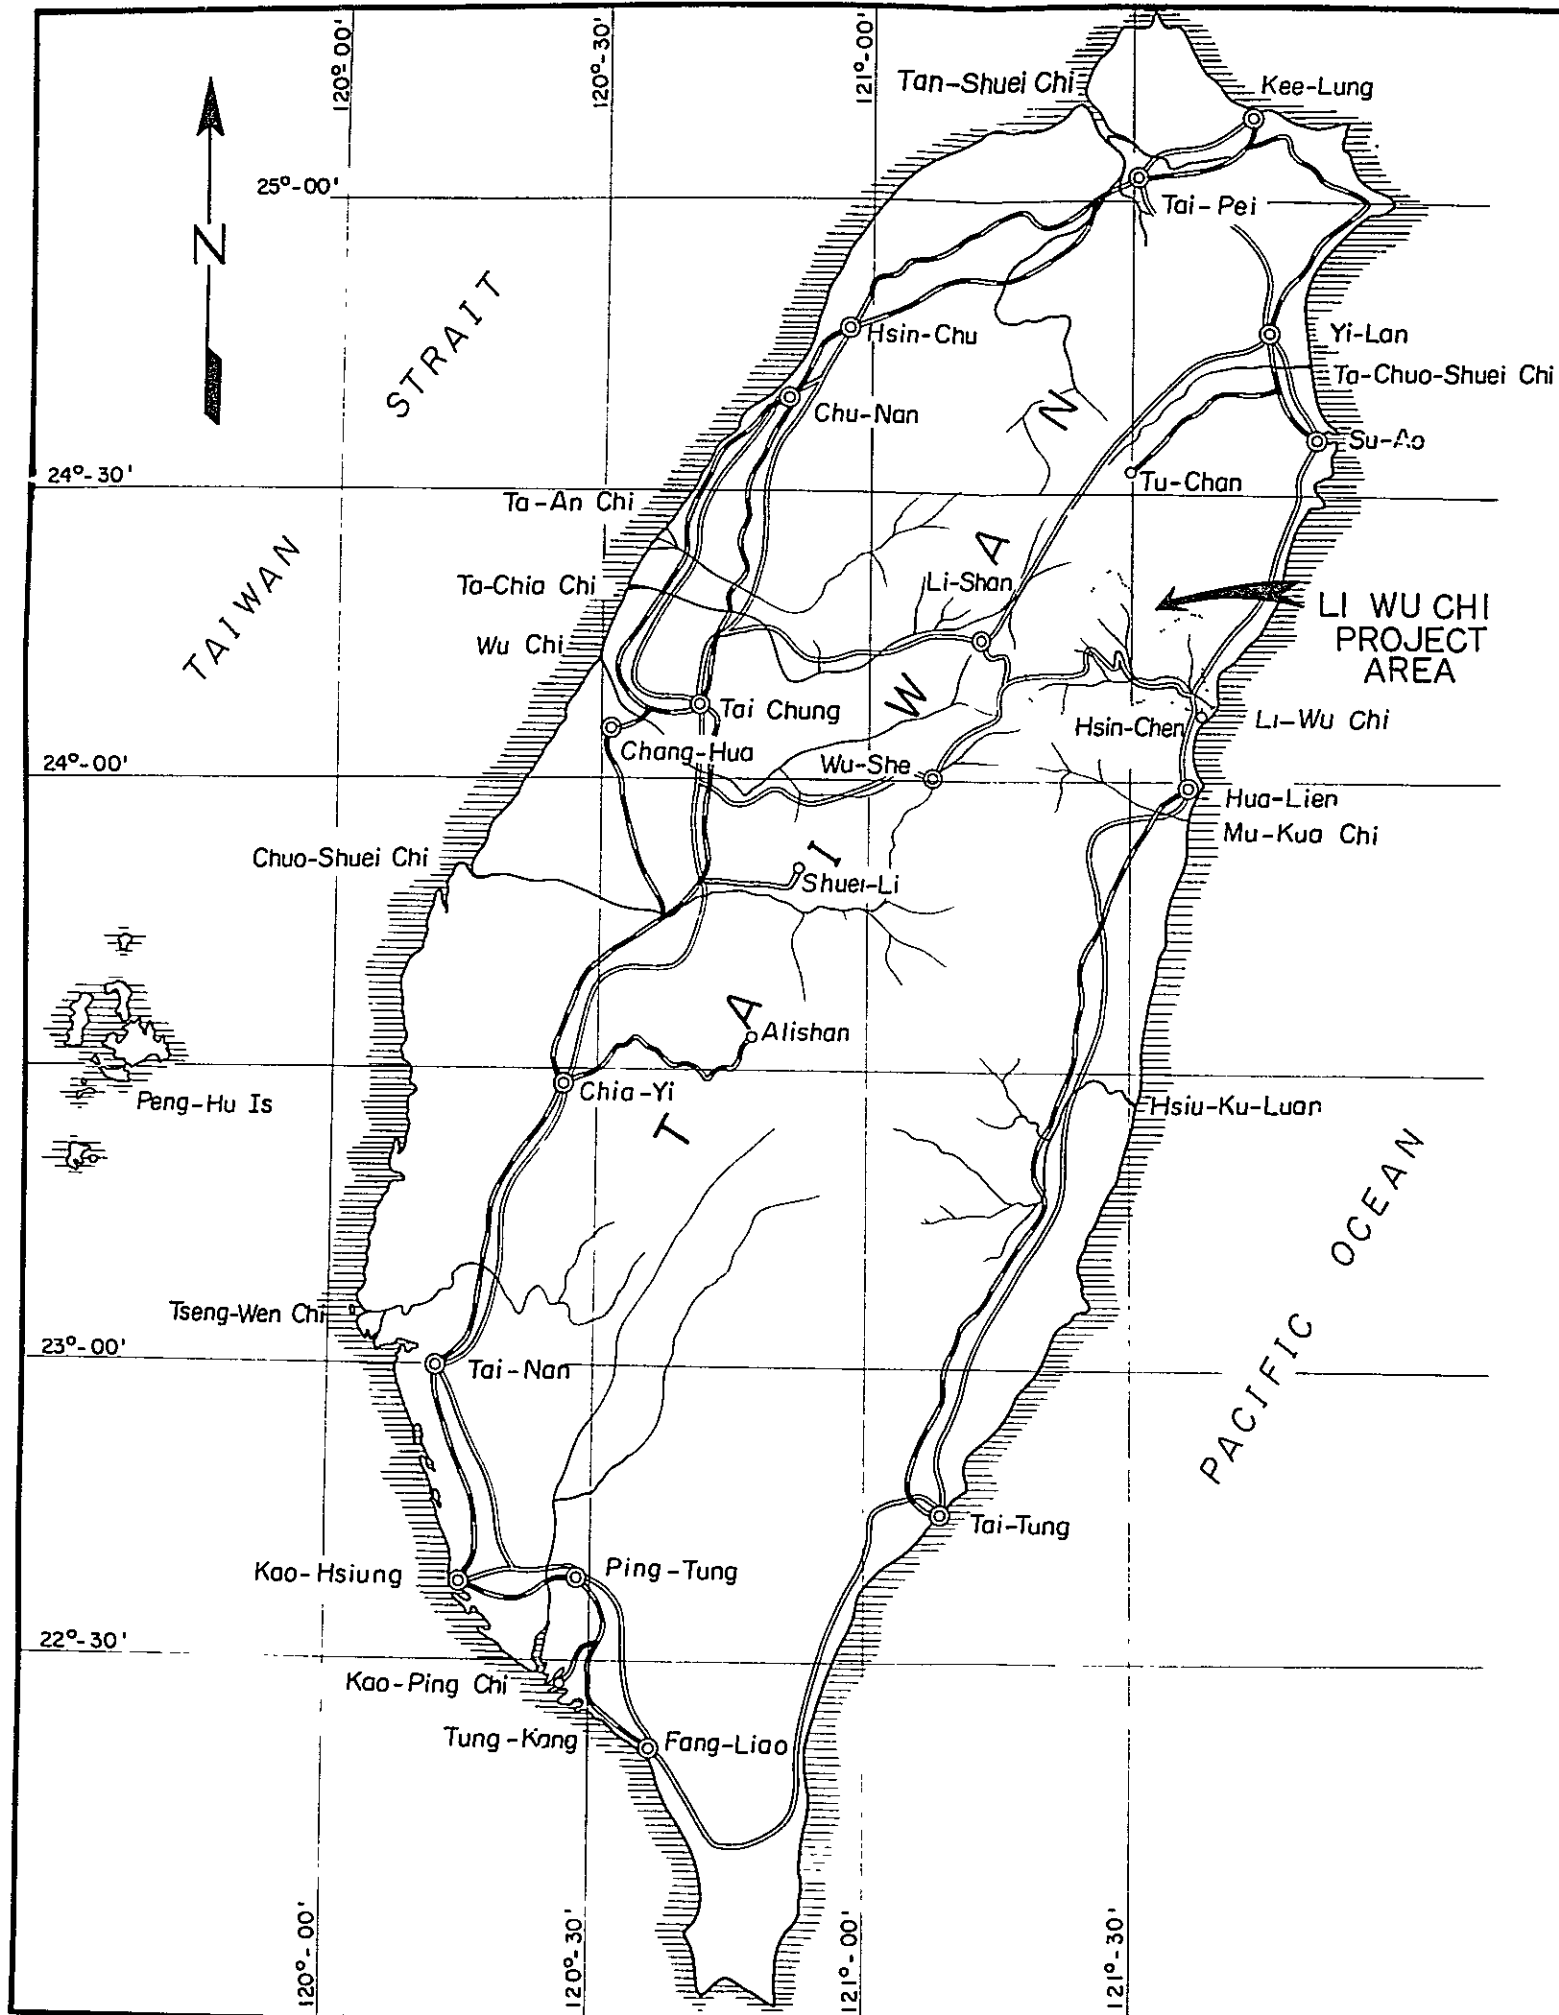 120°-00'
120°-30'
121°-00'
Tan-Shuei Chi
Kee-Lung
25°-00'
Tai-Pei
N
STRAIT
Hsin-Chu
Yi-Lan
Ta-Chuo-Shuei Chi
Chu-Nan
Su-Ao
24°-30'
Tu-Chan
Ta-An Chi
TAIWAN
Ta-Chia Chi
Li-Shan
LI WU CHI
PROJECT
AREA
Wu Chi
Tai Chung
Hsin-Chen
Li-Wu Chi
Chang-Hua
Wu-She
24°-00'
Hua-Lien
Mu-Kua Chi
Chuo-Shuei Chi
Shuei-Li
TAIWAN
Alishan
Chia-Yi
Peng-Hu Is
Hsiu-Ku-Luan
PACIFIC OCEAN
Tseng-Wen Chi
23°-00'
Tai-Nan
Tai-Tung
Kao-Hsiung
Ping-Tung
22°-30'
Kao-Ping Chi
Tung-Kang
Fang-Liao
120°-00'
120°-30'
121°-00'
121°-30'